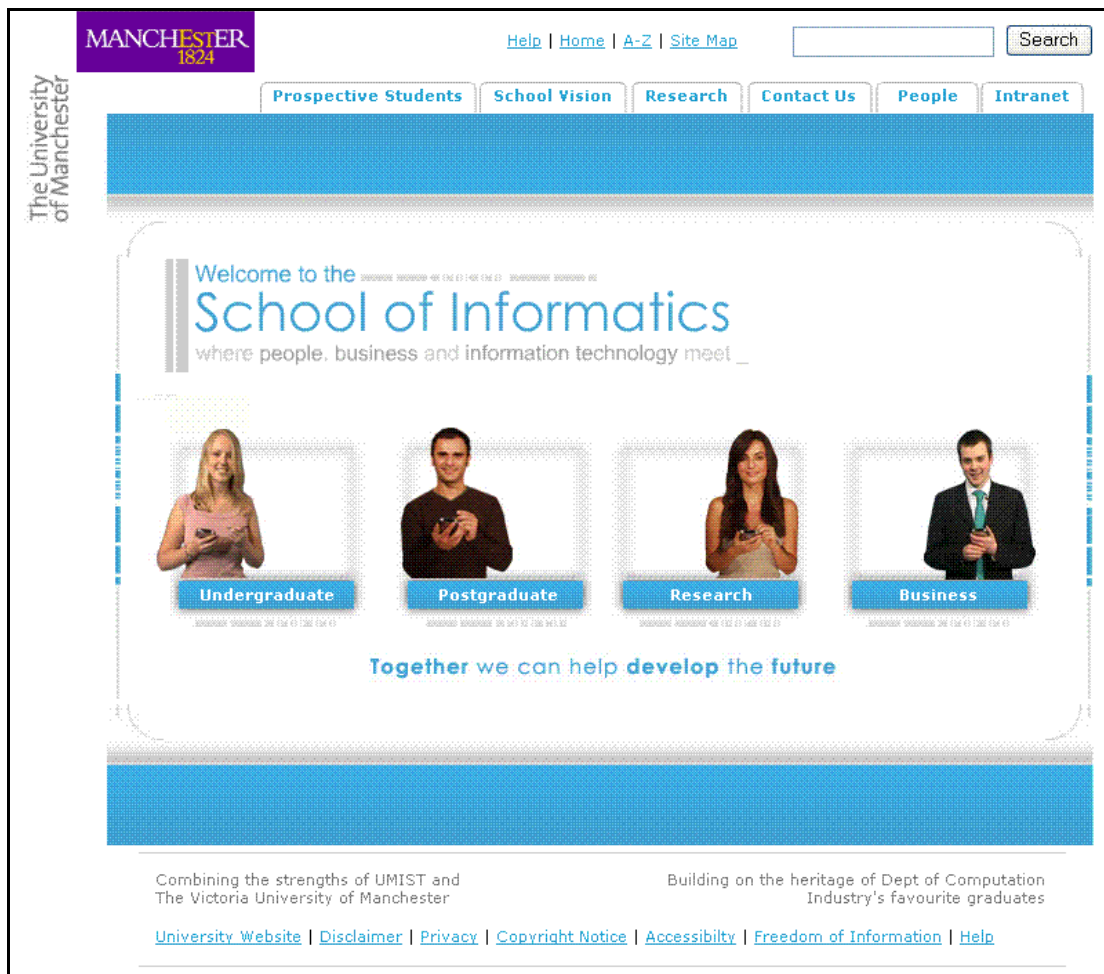 MANCHESTER
1824
The University
of Manchester
Help | Home | A-Z | Site Map
Search
Prospective Students
School Vision
Research
Contact Us
People
Intranet
Welcome to the
School of Informatics
where people, business and information technology meet _
Undergraduate
Postgraduate
Research
Business
Together we can help develop the future
Combining the strengths of UMIST and
The Victoria University of Manchester
Building on the heritage of Dept of Computation
Industry's favourite graduates
University Website | Disclaimer | Privacy | Copyright Notice | Accessibilty | Freedom of Information | Help